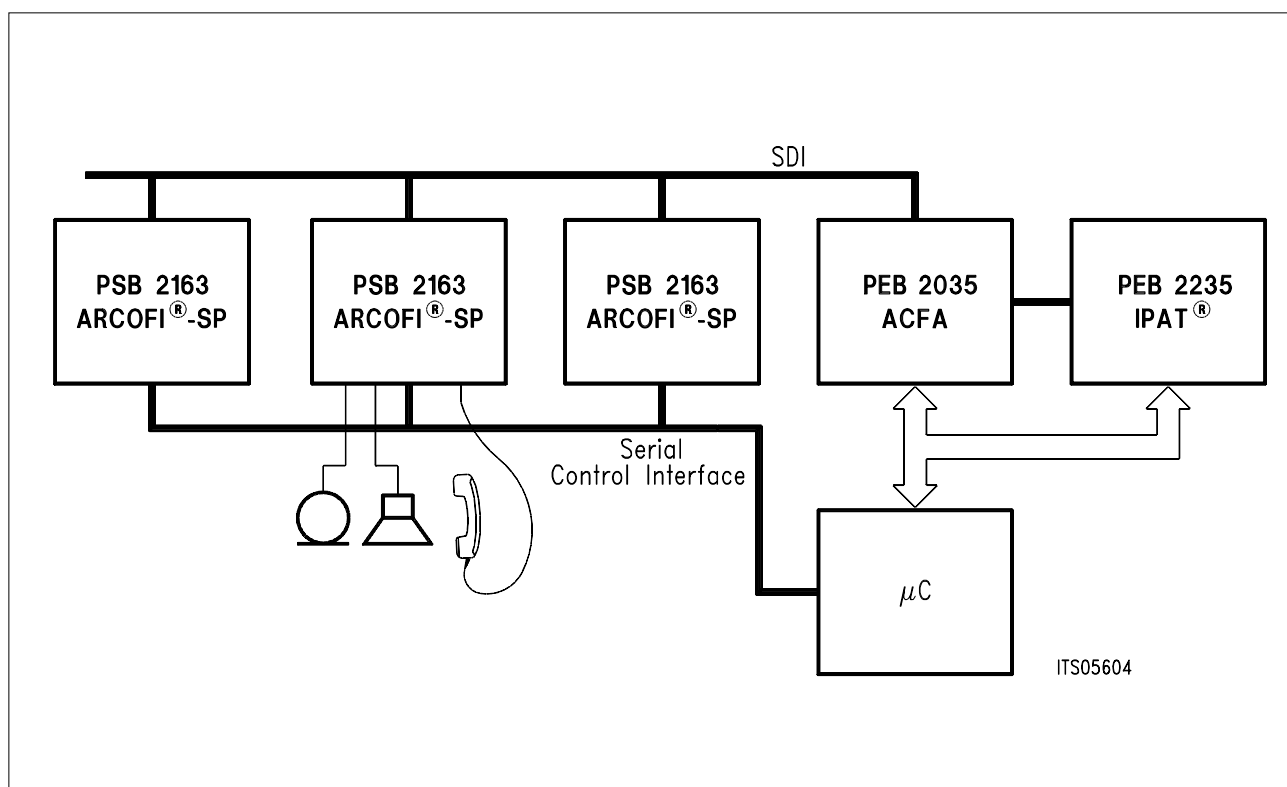 SDI
PSB 2163
ARCOFI®-SP
PSB 2163
ARCOFI®-SP
PSB 2163
ARCOFI®-SP
PEB 2035
ACFA
PEB 2235
IPAT®
Serial
Control Interface
μC
ITS05604